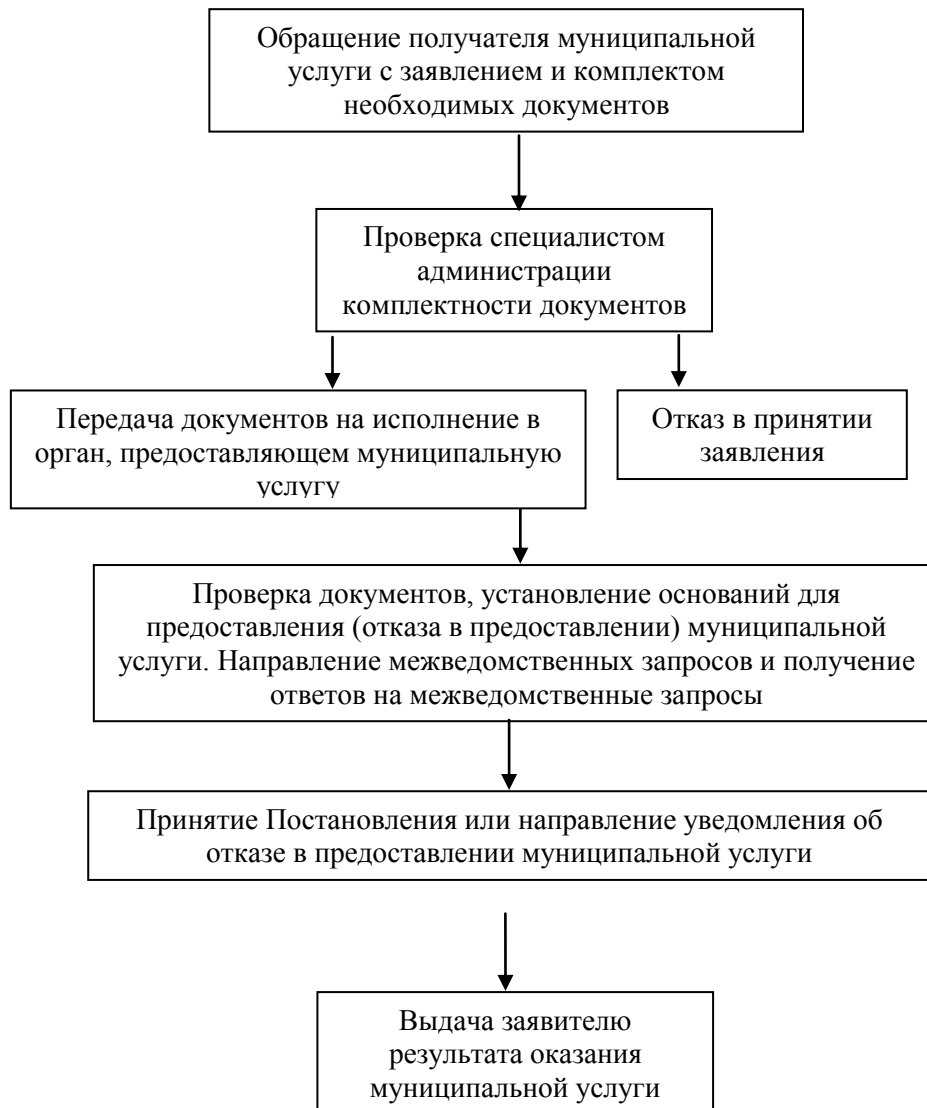 Обращение получателя муниципальной
услуги с заявлением и комплектом
необходимых документов
Проверка специалистом
администрации
комплектности документов
Передача документов на исполнение в
орган, предоставляющем муниципальную
услугу
Отказ в принятии
заявления
Проверка документов, установление оснований для
предоставления (отказа в предоставлении) муниципальной
услуги. Направление межведомственных запросов и получение
ответов на межведомственные запросы
Принятие Постановления или направление уведомления об
отказе в предоставлении муниципальной услуги
Выдача заявителю
результата оказания
муниципальной услуги